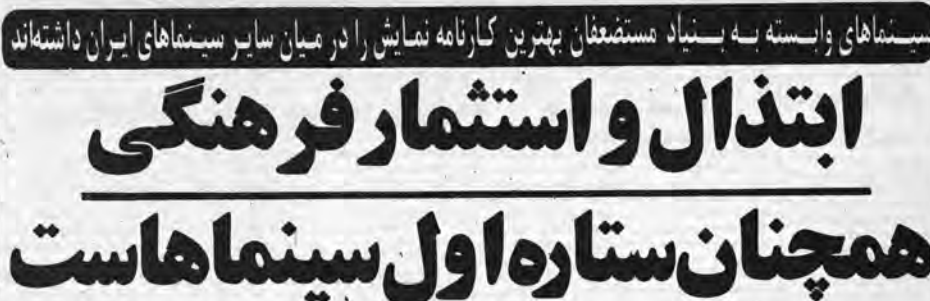 سینماهای وابسته به بنیاد مستضعفان بهترین کارنامه نمایش را در میان سایر سینماهای ایران داشته‌اند
ابتذال و استثمار فرهنگی
همچنان ستاره اول سینماهاست